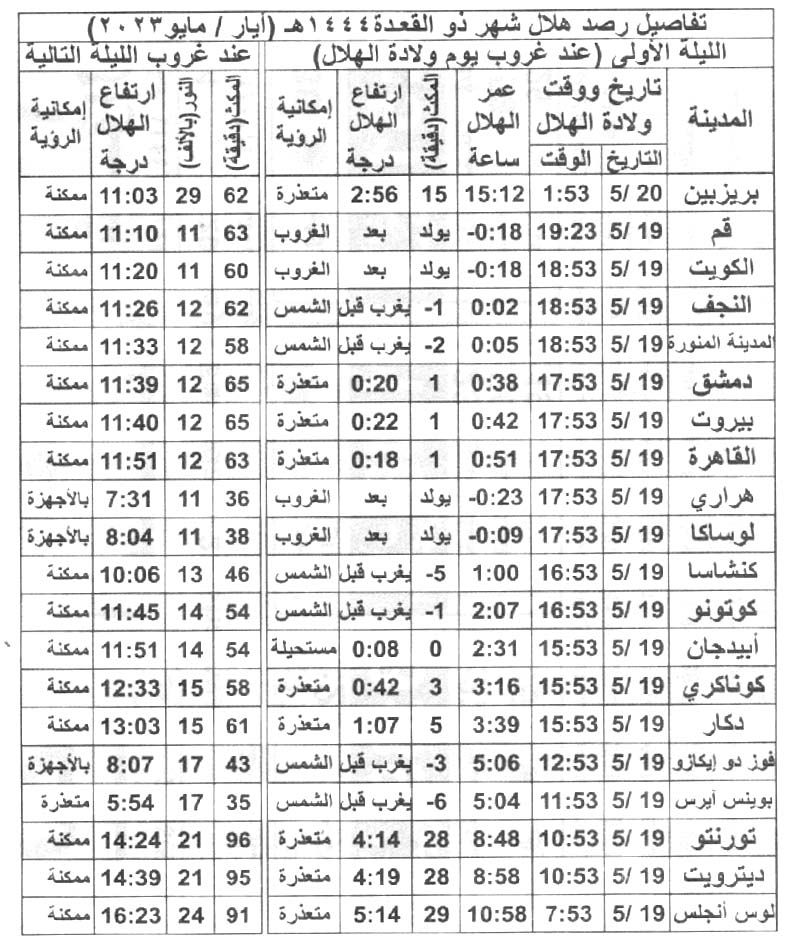 تفاصيل رصد هلال شهر ذو القعدة١٤٤٤هـ (أيار / مايو٢٠٢٣)
الليلة الأولى (عند غروب يوم ولادة الهلال) عند غروب الليلة التالية
المدينة تاريخ ووقت ولادة الهلال عمر الهلال ساعة المكث(دقيقة) ارتفاع الهلال درجة إمكانية الرؤية المكث(دقيقة) النور(بالألف) ارتفاع الهلال درجة إمكانية الرؤية
التاريخ الوقت
بريزبين 20 /5 1:53 15:12 15 2:56 متعذرة 62 29 11:03 ممكنة
قم 19 /5 19:23 -0:18 يولد بعد الغروب 63 11 11:10 ممكنة
الكويت 19 /5 18:53 -0:18 يولد بعد الغروب 60 11 11:20 ممكنة
النجف 19 /5 18:53 0:02 -1 يغرب قبل الشمس 62 12 11:26 ممكنة
المدينة المنورة 19 /5 18:53 0:05 -2 يغرب قبل الشمس 58 12 11:33 ممكنة
دمشق 19 /5 17:53 0:38 1 0:20 متعذرة 65 12 11:39 ممكنة
بيروت 19 /5 17:53 0:42 1 0:22 متعذرة 65 12 11:40 ممكنة
القاهرة 19 /5 17:53 0:51 1 0:18 متعذرة 63 12 11:51 ممكنة
هراري 19 /5 17:53 -0:23 يولد بعد الغروب 36 11 7:31 بالأجهزة
لوساكا 19 /5 17:53 -0:09 يولد بعد الغروب 38 11 8:04 بالأجهزة
كنشاسا 19 /5 16:53 1:00 -5 يغرب قبل الشمس 46 13 10:06 ممكنة
كوتونو 19 /5 16:53 2:07 -1 يغرب قبل الشمس 54 14 11:45 ممكنة
أبيدجان 19 /5 15:53 2:31 0 0:08 مستحيلة 54 14 11:51 ممكنة
كوناكري 19 /5 15:53 3:16 3 0:42 متعذرة 58 15 12:33 ممكنة
دكار 19 /5 15:53 3:39 5 1:07 متعذرة 61 15 13:03 ممكنة
فوز دو إيكازو 19 /5 12:53 5:06 -3 يغرب قبل الشمس 43 17 8:07 بالأجهزة
بوينس آيرس 19 /5 11:53 5:04 -6 يغرب قبل الشمس 35 17 5:54 متعذرة
تورنتو 19 /5 10:53 8:48 28 4:14 متعذرة 96 21 14:24 ممكنة
ديترويت 19 /5 10:53 8:58 28 4:19 متعذرة 95 21 14:39 ممكنة
لوس أنجلس 19 /5 7:53 10:58 29 5:14 متعذرة 91 24 16:23 ممكنة